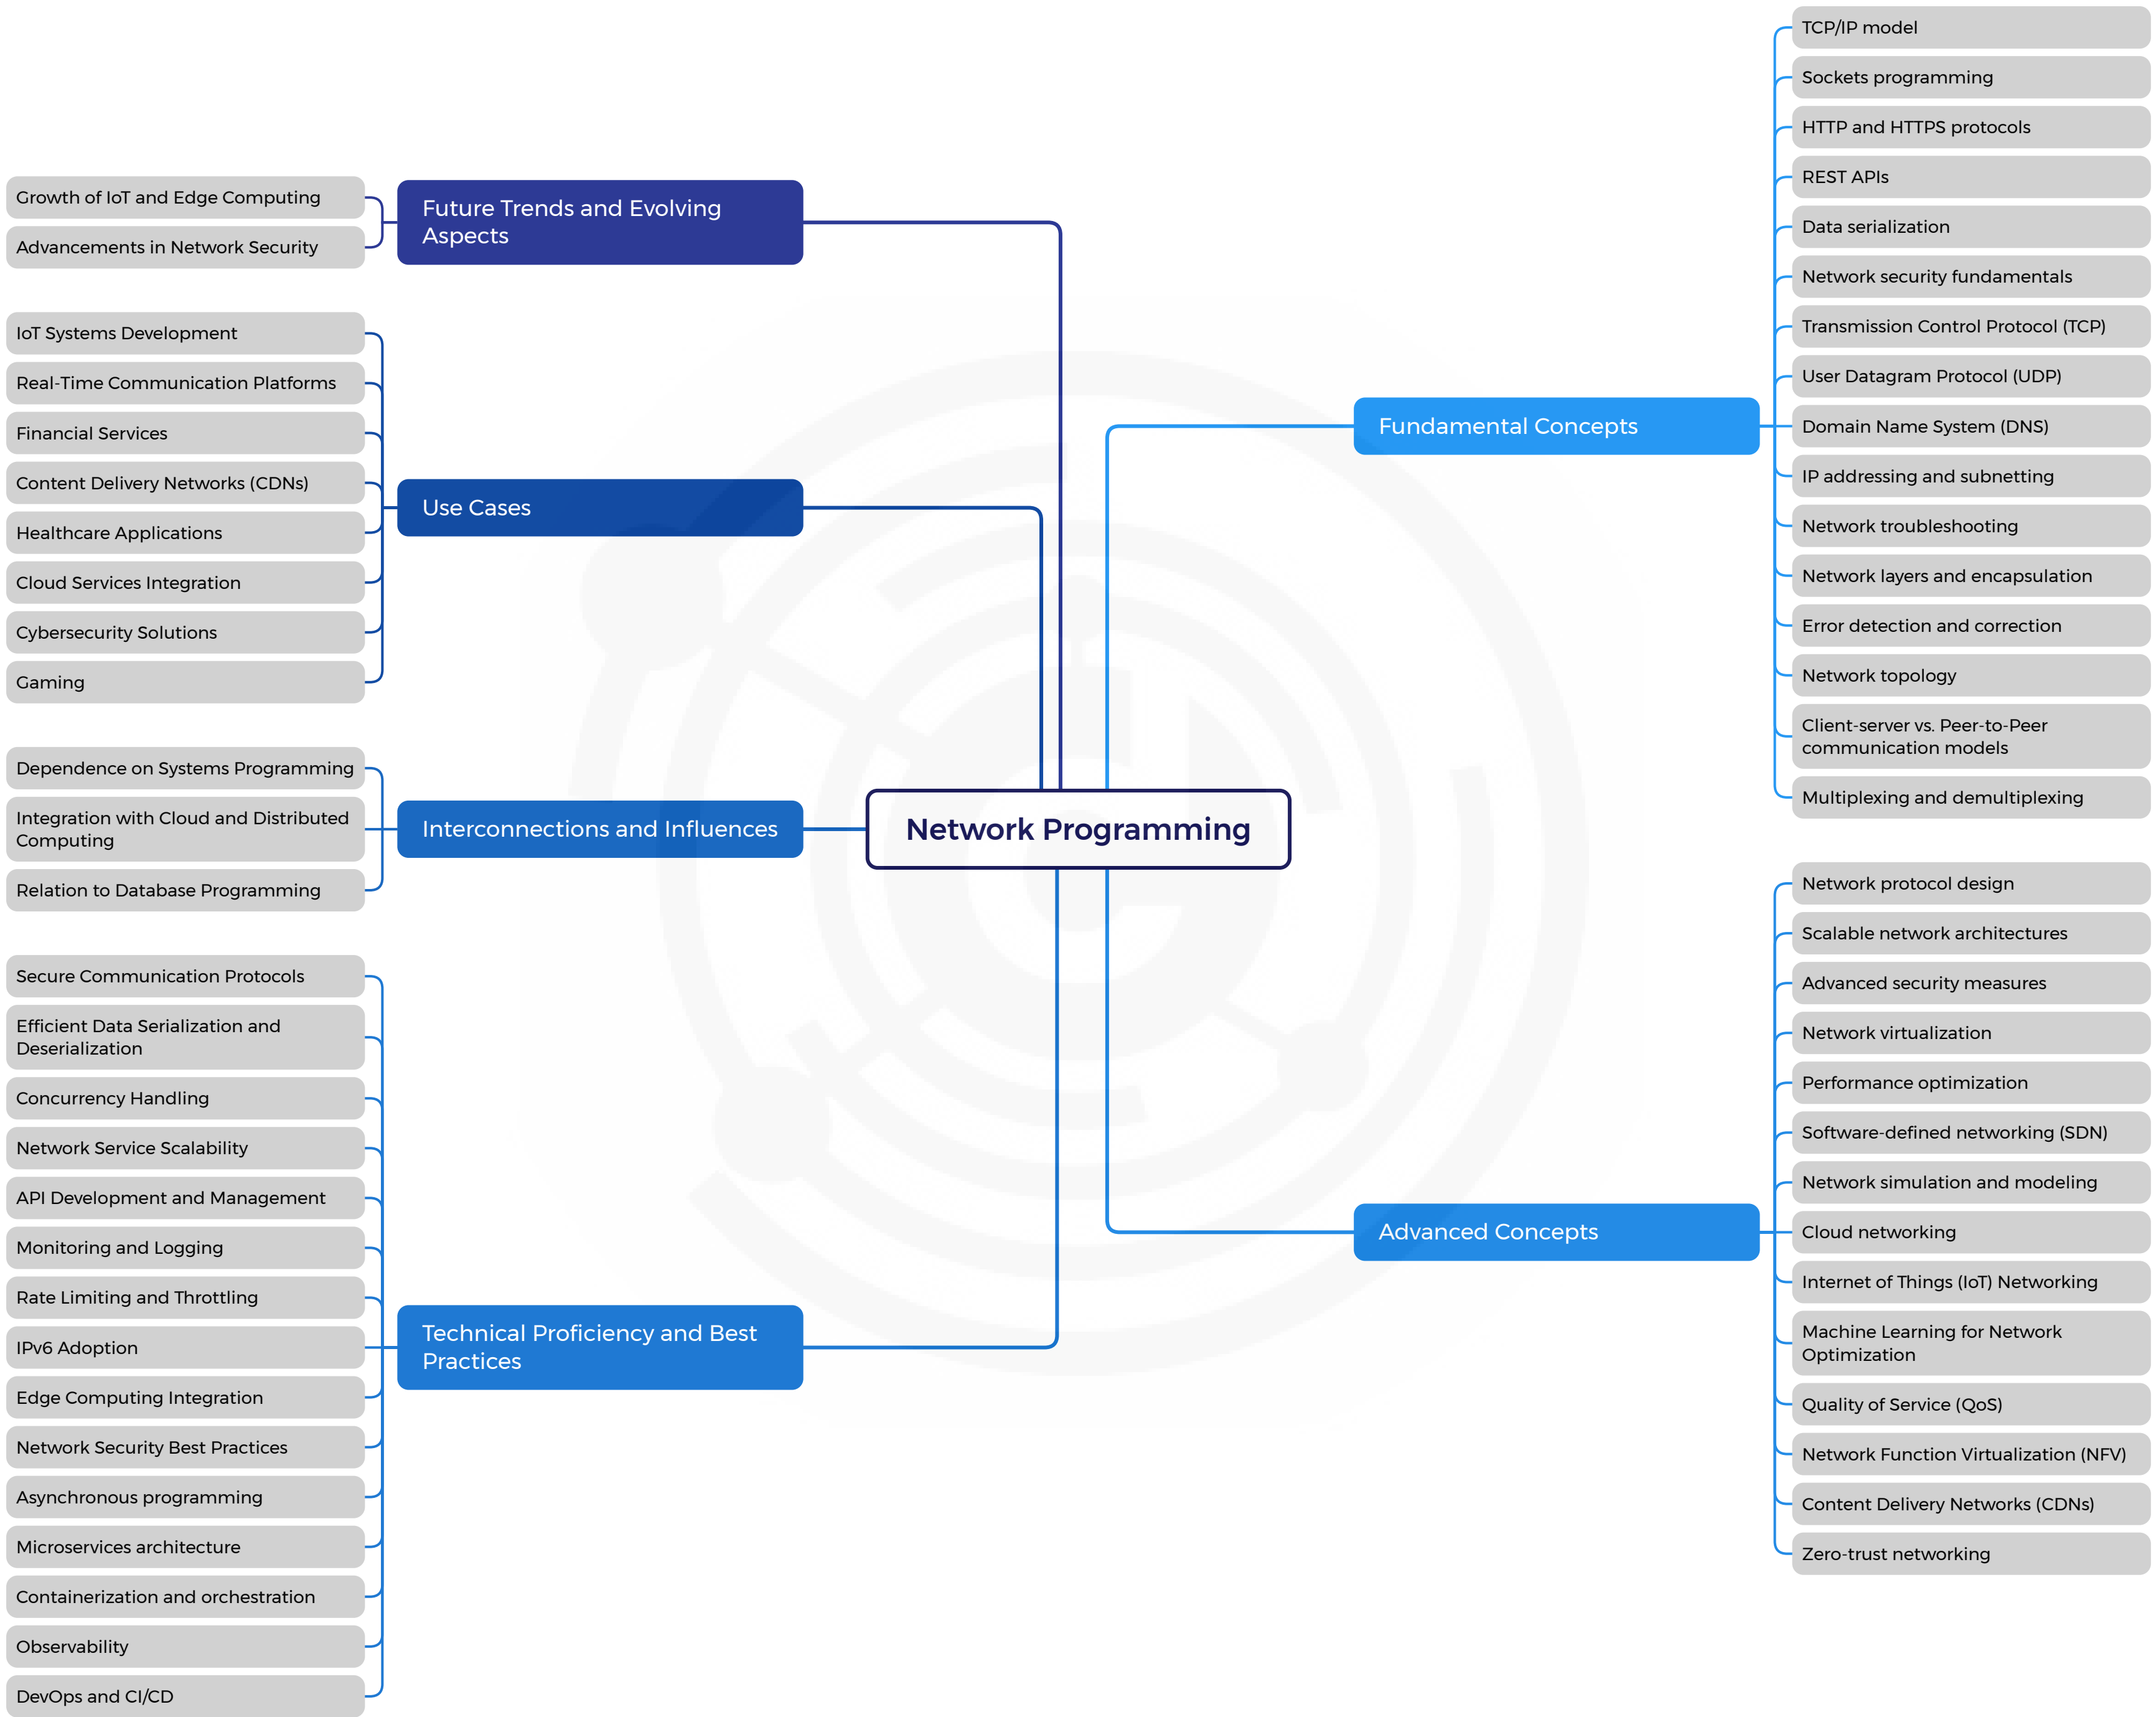 Network Programming
Fundamental Concepts
TCP/IP model
Sockets programming
HTTP and HTTPS protocols
REST APIs
Data serialization
Network security fundamentals
Transmission Control Protocol (TCP)
User Datagram Protocol (UDP)
Domain Name System (DNS)
IP addressing and subnetting
Network troubleshooting
Network layers and encapsulation
Error detection and correction
Network topology
Client-server vs. Peer-to-Peer
communication models
Multiplexing and demultiplexing
Advanced Concepts
Network protocol design
Scalable network architectures
Advanced security measures
Network virtualization
Performance optimization
Software-defined networking (SDN)
Network simulation and modeling
Cloud networking
Internet of Things (IoT) Networking
Machine Learning for Network
Optimization
Quality of Service (QoS)
Network Function Virtualization (NFV)
Content Delivery Networks (CDNs)
Zero-trust networking
Technical Proficiency and Best
Practices
Secure Communication Protocols
Efficient Data Serialization and
Deserialization
Concurrency Handling
Network Service Scalability
API Development and Management
Monitoring and Logging
Rate Limiting and Throttling
IPv6 Adoption
Edge Computing Integration
Network Security Best Practices
Asynchronous programming
Microservices architecture
Containerization and orchestration
Observability
DevOps and CI/CD
Interconnections and Influences
Dependence on Systems Programming
Integration with Cloud and Distributed
Computing
Relation to Database Programming
Use Cases
IoT Systems Development
Real-Time Communication Platforms
Financial Services
Content Delivery Networks (CDNs)
Healthcare Applications
Cloud Services Integration
Cybersecurity Solutions
Gaming
Future Trends and Evolving
Aspects
Growth of IoT and Edge Computing
Advancements in Network Security